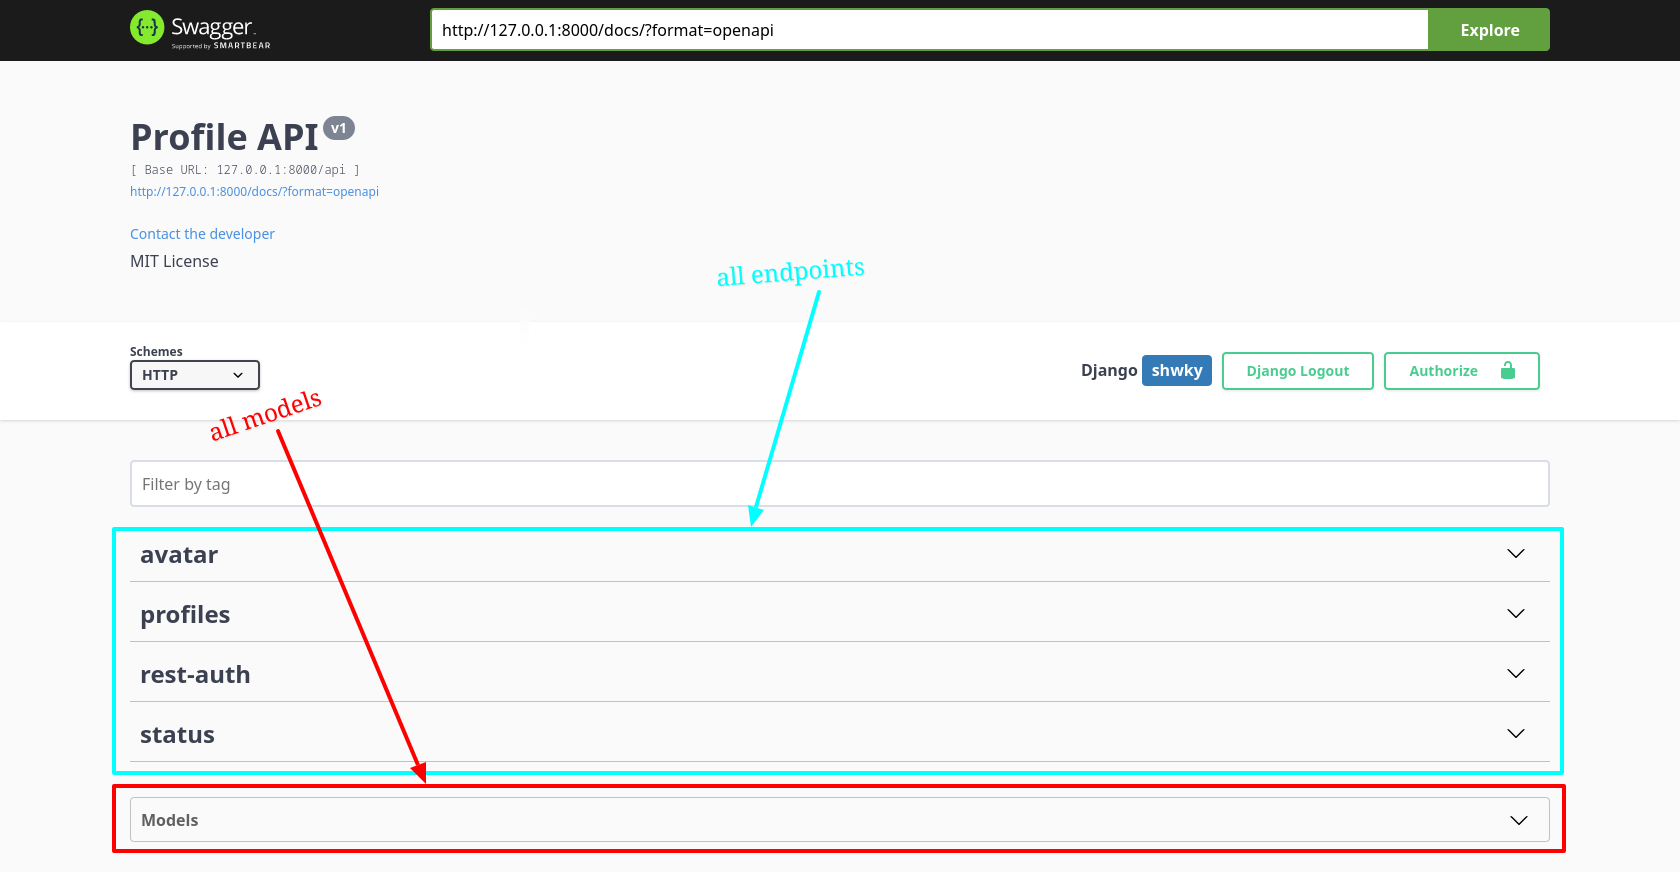 Swagger
Supported by SMARTBEAR
http://127.0.0.1:8000/docs/?format=openapi
Explore
Profile API v1
[ Base URL: 127.0.0.1:8000/api ]
http://127.0.0.1:8000/docs/?format=openapi
Contact the developer
MIT License
all endpoints
Schemes
HTTP
Django shwky
Django Logout
Authorize
all models
Filter by tag
avatar
profiles
rest-auth
status
Models